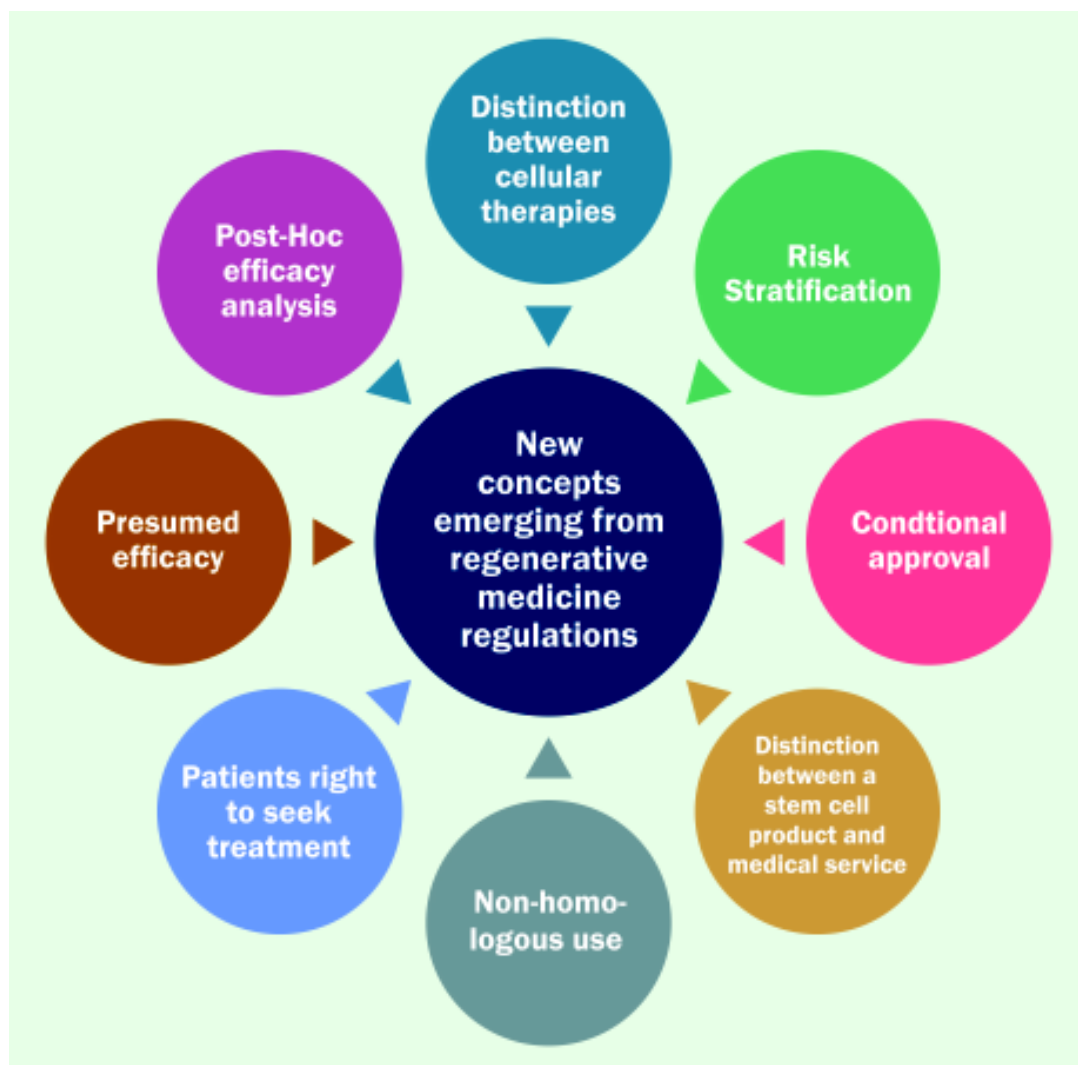 Distinction
between
cellular
therapies
Risk
Stratification
Condtional
approval
Distinction
between a
stem cell
product and
medical service
Non-homo-
logous use
Patients right
to seek
treatment
Presumed
efficacy
Post-Hoc
efficacy
analysis
New
concepts
emerging from
regenerative
medicine
regulations